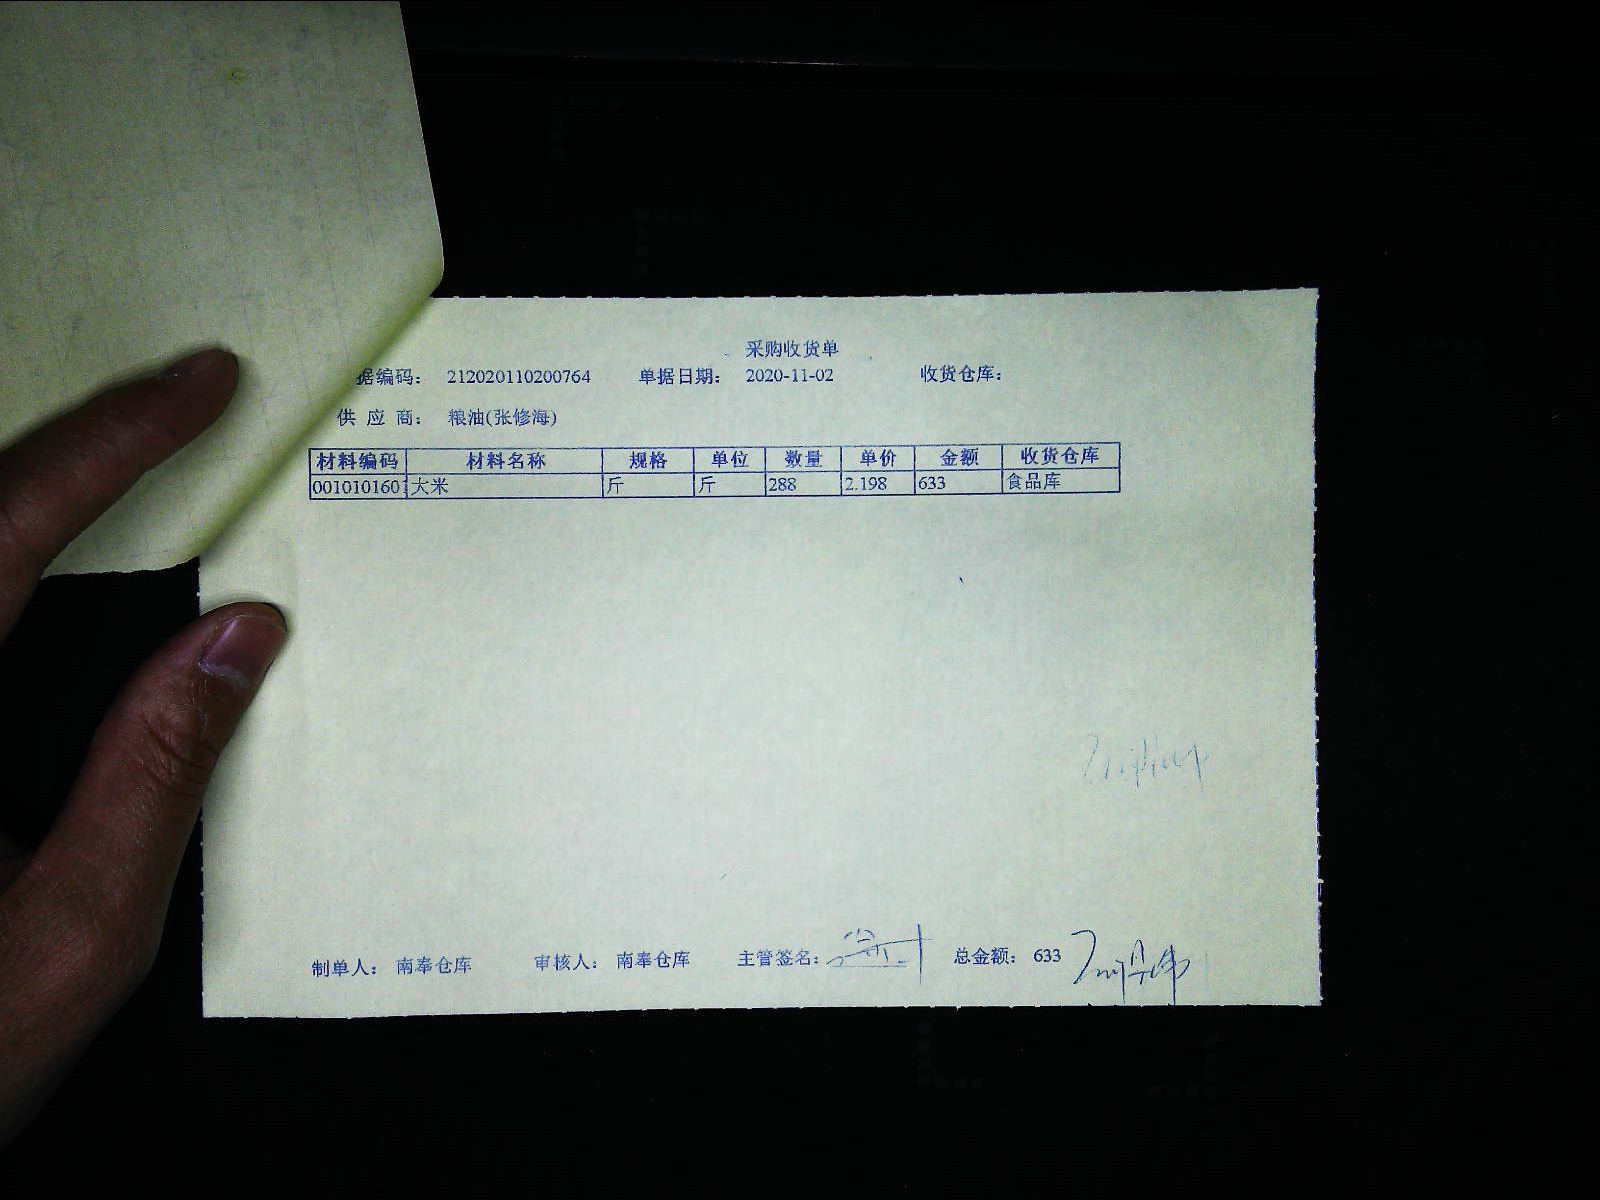 采购收货单
据编码： 212020110200764 单据日期： 2020-11-02 收货仓库：
供 应 商： 粮油(张修海)
材料编码 材料名称 规格 单位 数量 单价 金额 收货仓库
001010160 大米 斤 斤 288 2.198 633 食品库
制单人： 南奉仓库 审核人： 南奉仓库 主管签名： 总金额： 633